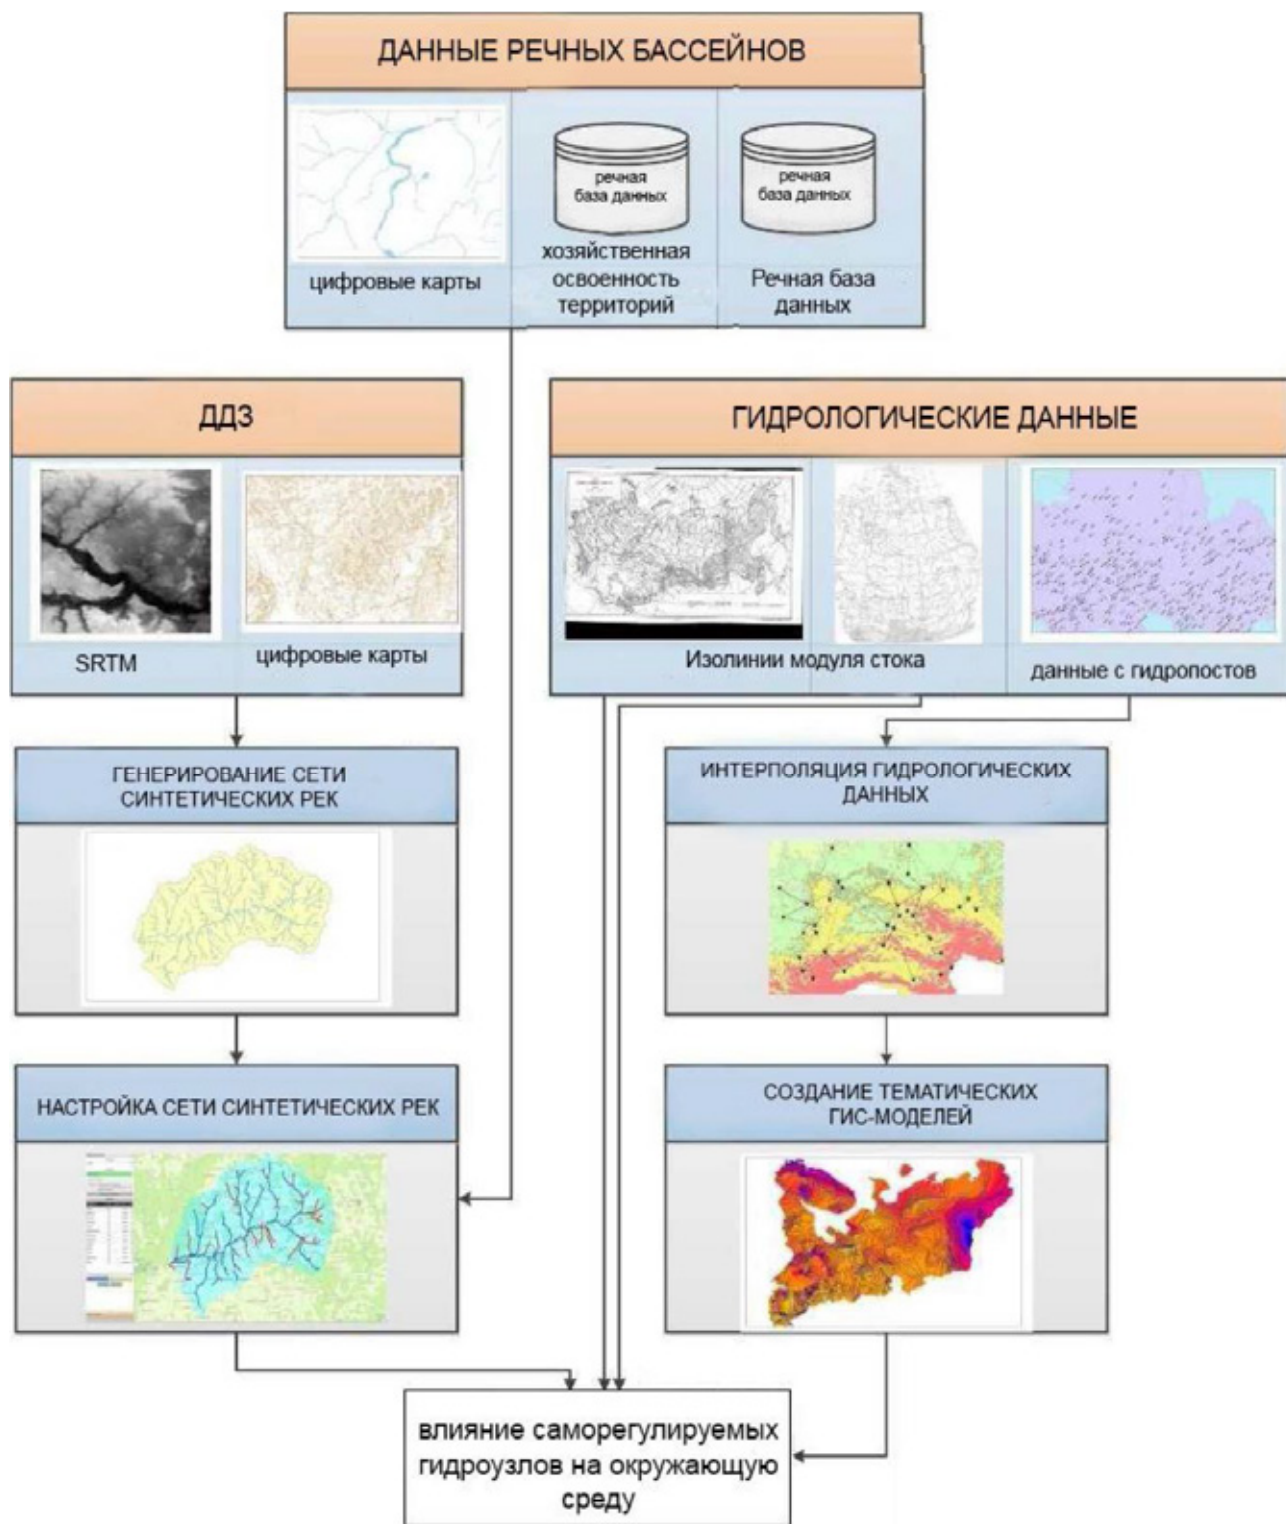 ДАННЫЕ РЕЧНЫХ БАССЕЙНОВ
речная
база данных
речная
база данных
цифровые карты
хозяйственная
освоенность
территорий
Речная база
данных
ДДЗ
SRTM
цифровые карты
ГИДРОЛОГИЧЕСКИЕ ДАННЫЕ
Изолинии модуля стока
данные с гидропостов
ГЕНЕРИРОВАНИЕ СЕТИ
СИНТЕТИЧЕСКИХ РЕК
ИНТЕРПОЛЯЦИЯ ГИДРОЛОГИЧЕСКИХ
ДАННЫХ
НАСТРОЙКА СЕТИ СИНТЕТИЧЕСКИХ РЕК
СОЗДАНИЕ ТЕМАТИЧЕСКИХ
ГИС-МОДЕЛЕЙ
влияние саморегулируемых
гидроузлов на окружающую
среду